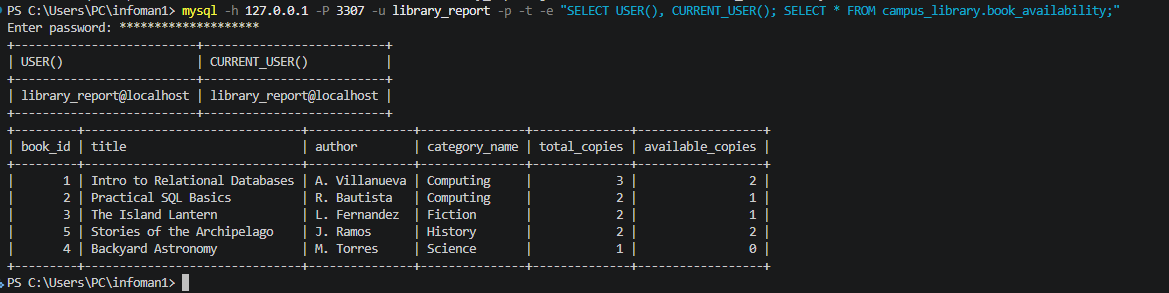 PS C:\Users\PC\infoman1> mysql -h 127.0.0.1 -P 3307 -u library_report -p -t -e "SELECT USER(), CURRENT_USER(); SELECT * FROM campus_library.book_availability;"
Enter password: *******************
+--------------------------+--------------------------+
| USER()                   | CURRENT_USER()           |
+--------------------------+--------------------------+
| library_report@localhost | library_report@localhost |
+--------------------------+--------------------------+
+---------+-------------------------------+---------------+---------------+--------------+------------------+
| book_id | title                         | author        | category_name | total_copies | available_copies |
+---------+-------------------------------+---------------+---------------+--------------+------------------+
|       1 | Intro to Relational Databases | A. Villanueva | Computing     |            3 |                2 |
|       2 | Practical SQL Basics          | R. Bautista   | Computing     |            2 |                1 |
|       3 | The Island Lantern            | L. Fernandez  | Fiction       |            2 |                1 |
|       5 | Stories of the Archipelago    | J. Ramos      | History       |            2 |                2 |
|       4 | Backyard Astronomy            | M. Torres     | Science       |            1 |                0 |
+---------+-------------------------------+---------------+---------------+--------------+------------------+
PS C:\Users\PC\infoman1>